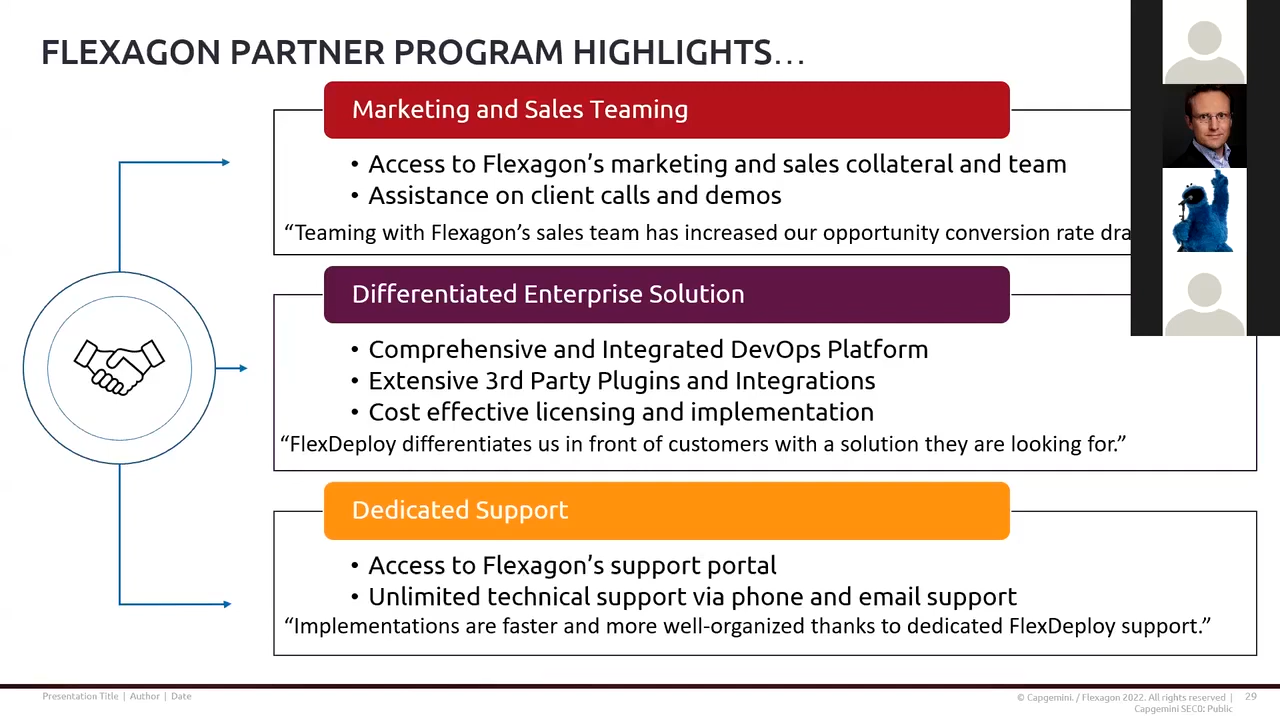 FLEXAGON PARTNER PROGRAM HIGHLIGHTS…
Marketing and Sales Teaming
• Access to Flexagon’s marketing and sales collateral and team
• Assistance on client calls and demos
“Teaming with Flexagon’s sales team has increased our opportunity conversion rate dra
Differentiated Enterprise Solution
• Comprehensive and Integrated DevOps Platform
• Extensive 3rd Party Plugins and Integrations
• Cost effective licensing and implementation
“FlexDeploy differentiates us in front of customers with a solution they are looking for.”
Dedicated Support
• Access to Flexagon’s support portal
• Unlimited technical support via phone and email support
“Implementations are faster and more well-organized thanks to dedicated FlexDeploy support.”
Presentation Title | Author | Date
© Capgemini. / Flexagon 2022. All rights reserved | 29
Capgemini SEC0: Public